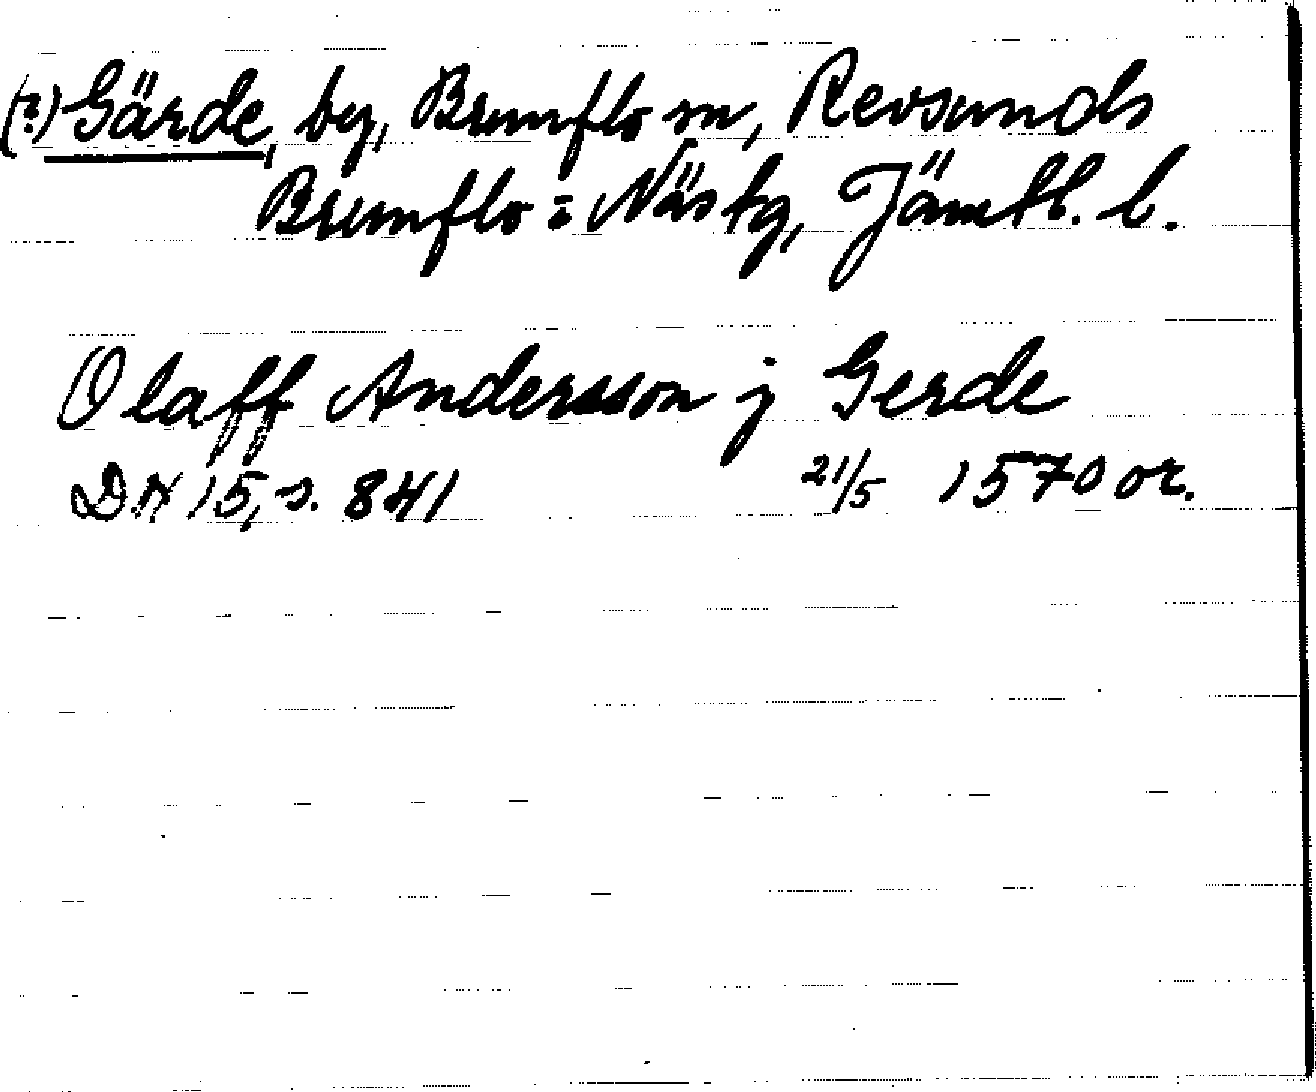 (?) Gärde, by, Brunflo sn, Revsunds
Brunflo = Näs tg, Jämtl. l.
Olaff Andersson j Gerde
DN 15, s. 841 21/5 1570 or.